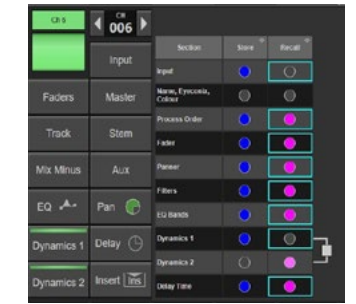 CH 6
CH
006
Input
Faders
Master
Track
Stem
Mix Minus
Aux
EQ
Pan
Dynamics 1
Delay
Dynamics 2
Insert
Ins
Section
Store
Recall
Input
Name, Eyeconix,
Colour
Process Order
Fader
Panner
Filters
EQ Bands
Dynamics 1
Dynamics 2
Delay Time